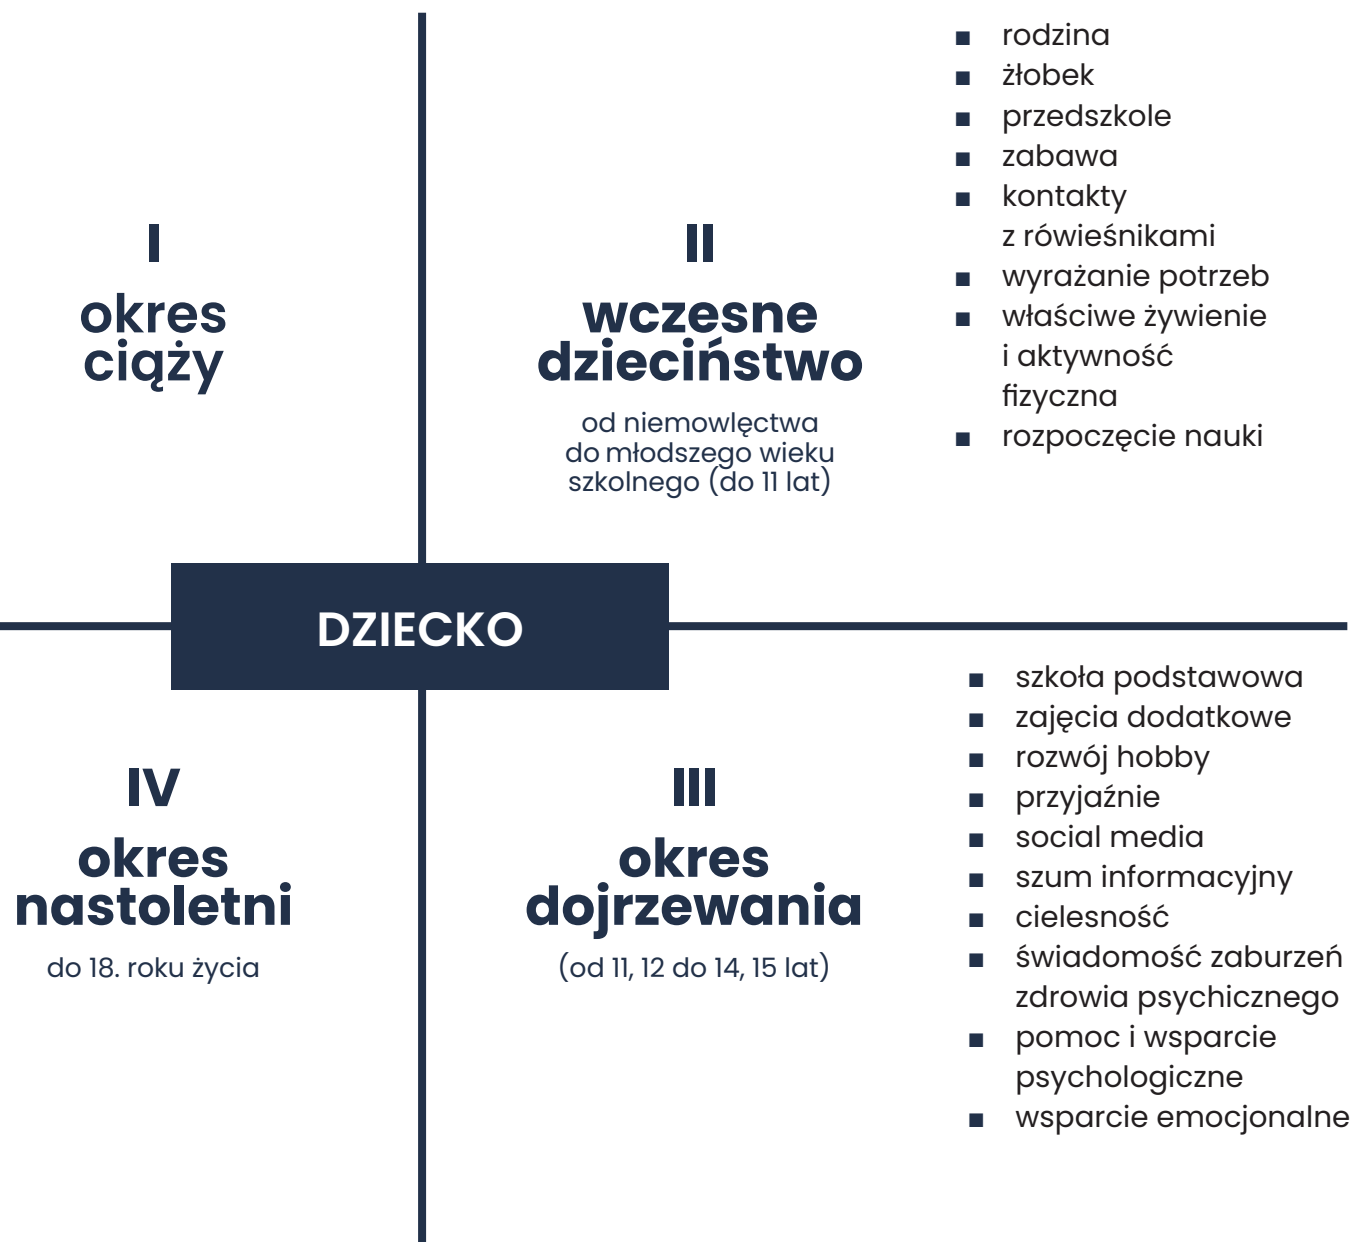 I
okres
ciąży
II
wczesne
dzieciństwo
od niemowlęctwa
do młodszego wieku
szkolnego (do 11 lat)
▪ rodzina
▪ żłobek
▪ przedszkole
▪ zabawa
▪ kontakty
z rówieśnikami
▪ wyrażanie potrzeb
▪ właściwe żywienie
i aktywność
fizyczna
▪ rozpoczęcie nauki
DZIECKO
IV
okres
nastoletni
do 18. roku życia
III
okres
dojrzewania
(od 11, 12 do 14, 15 lat)
▪ szkoła podstawowa
▪ zajęcia dodatkowe
▪ rozwój hobby
▪ przyjaźnie
▪ social media
▪ szum informacyjny
▪ cielesność
▪ świadomość zaburzeń
zdrowia psychicznego
▪ pomoc i wsparcie
psychologiczne
▪ wsparcie emocjonalne